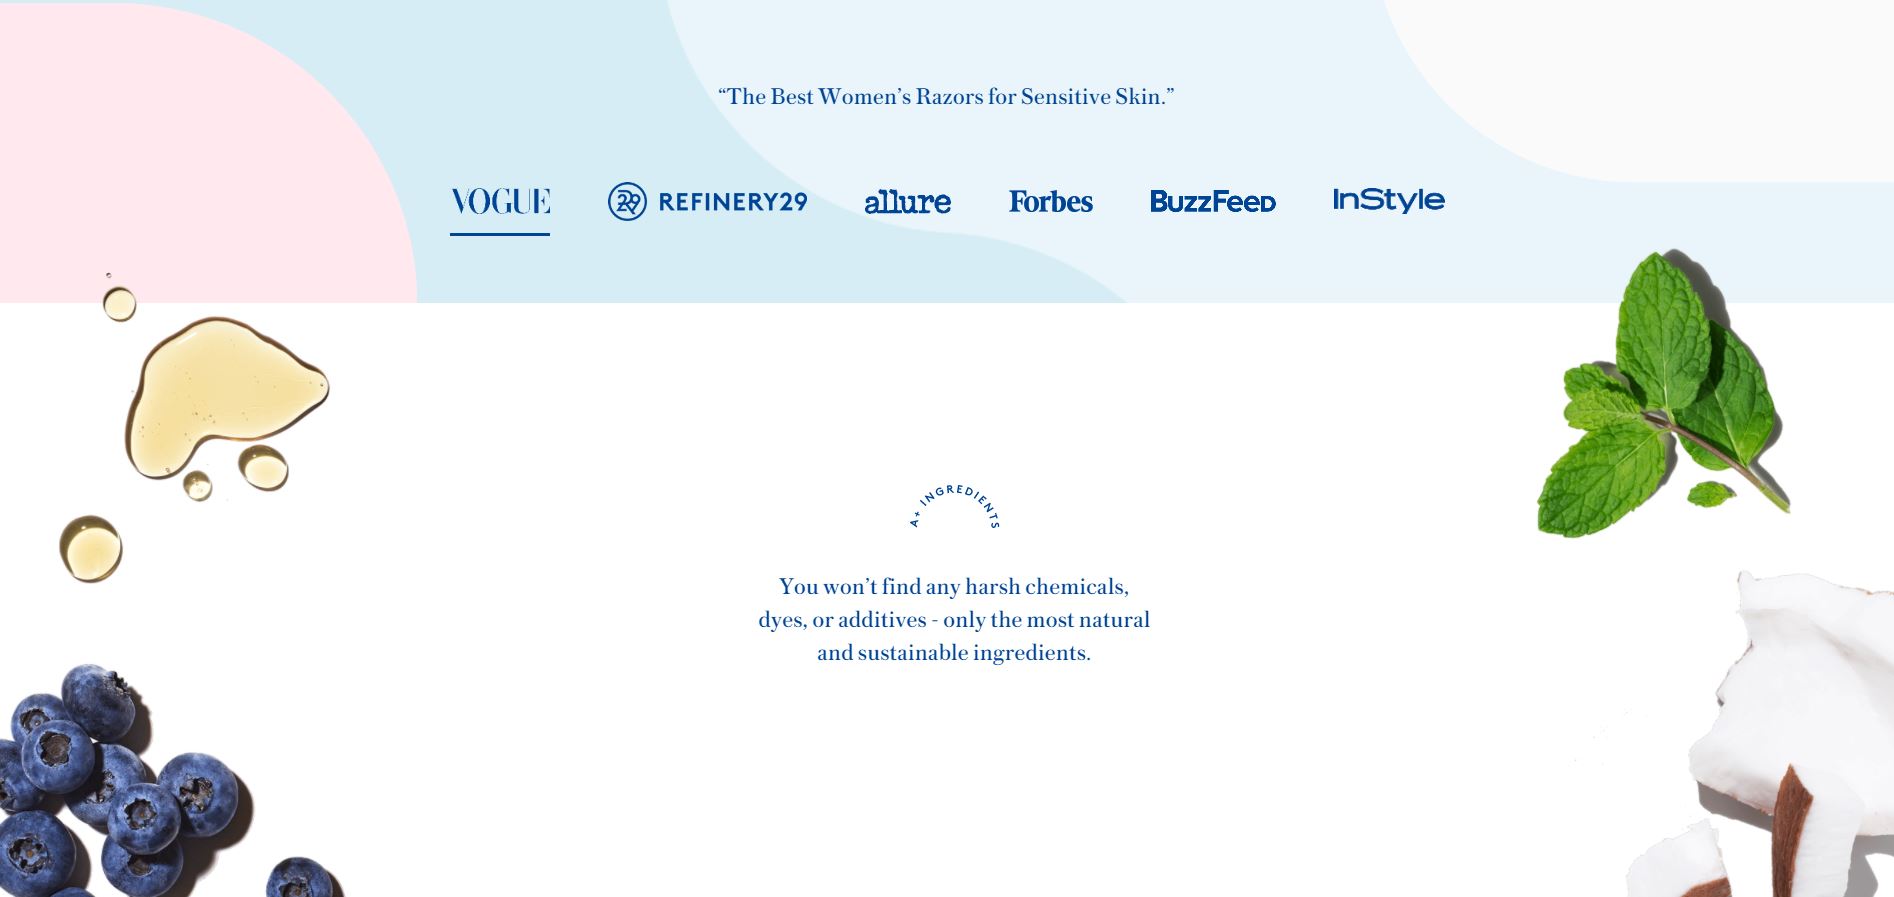 “The Best Women’s Razors for Sensitive Skin.”
VOGUE 29 REFINERY29 allure Forbes BuzzFeeD InStyle
A+ INGREDIENTS
You won’t find any harsh chemicals,
dyes, or additives - only the most natural
and sustainable ingredients.